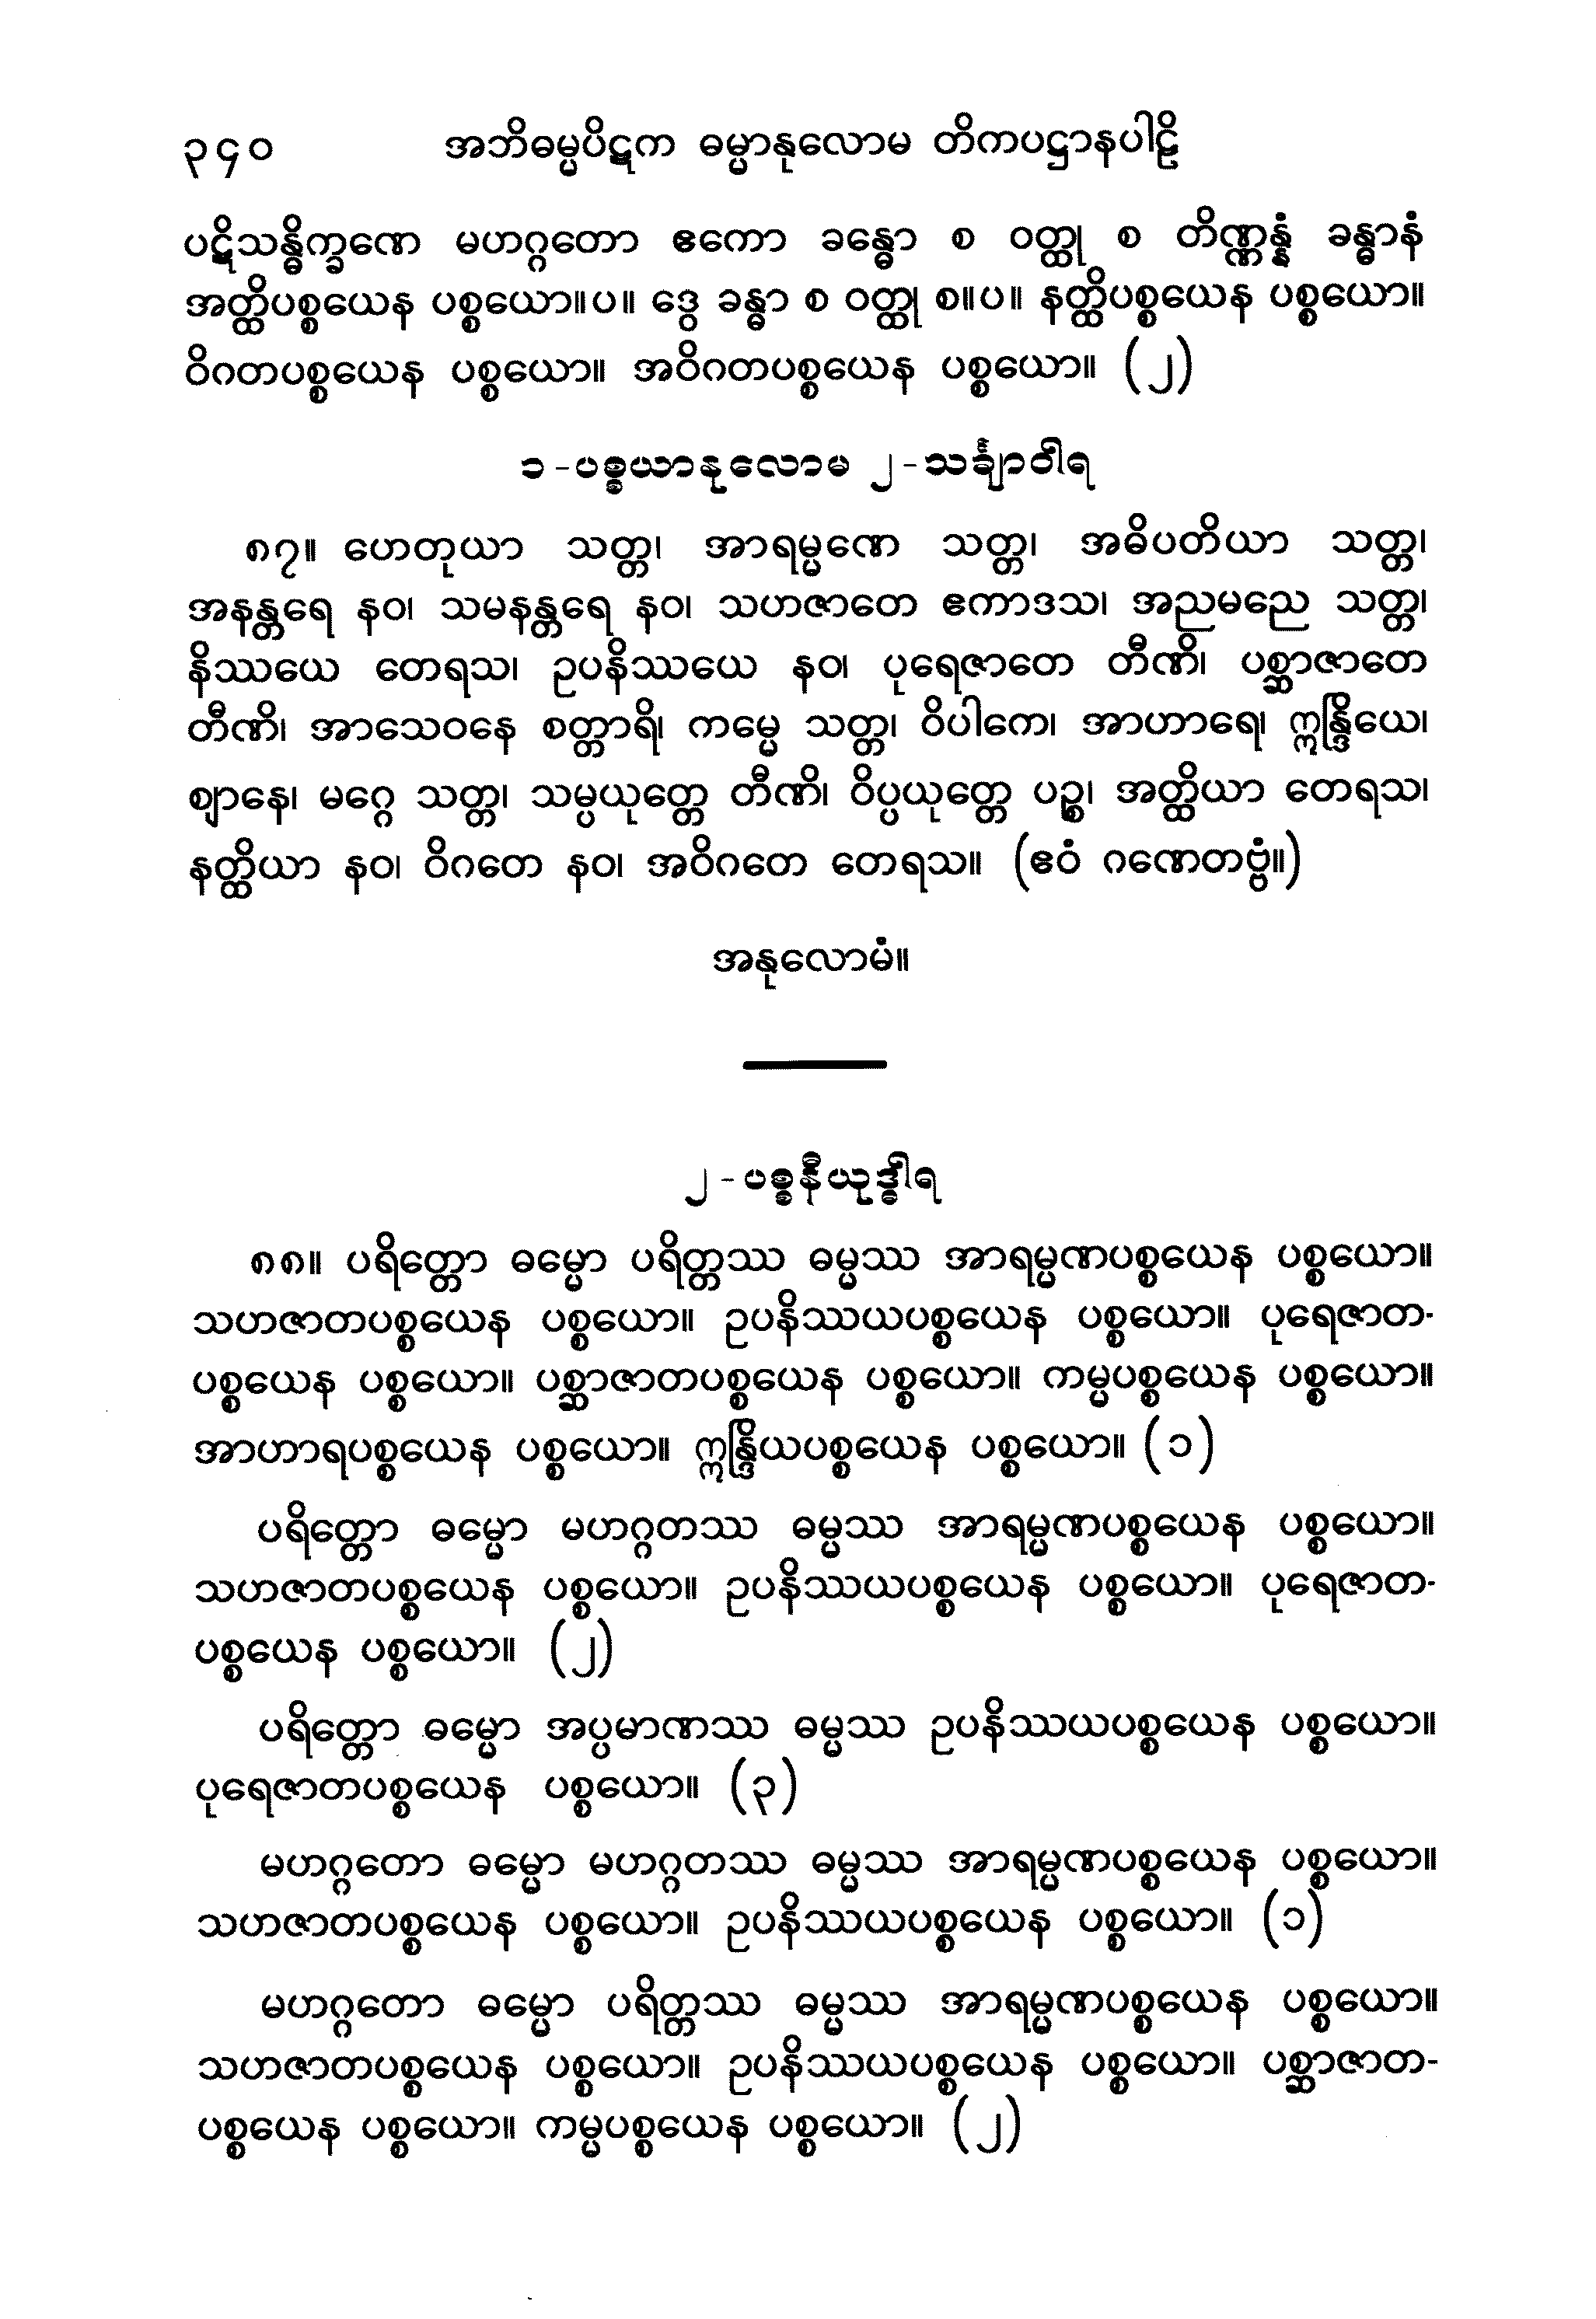 ၃၄၀ အဘိဓမ္မပိဋက ဓမ္မာနုလောမ တိကပဋ္ဌာနပါဠိ
ပဋိသန္ဓိက္ခဏေ မဟဂ္ဂတော ဧကော ခန္ဓော စ ဝတ္ထု စ တိဏ္ဏန္နံ ခန္ဓာနံ
အတ္ထိပစ္စယေန ပစ္စယော။ပ။ ဒွေ ခန္ဓာ စ ဝတ္ထု စ။ပ။ နတ္ထိပစ္စယေန ပစ္စယော။
ဝိဂတပစ္စယေန ပစ္စယော။ အဝိဂတပစ္စယေန ပစ္စယော။ (၂)
၁-ပစ္စယာနုလောမ ၂-သင်္ချာဝါရ
၈၇။ ဟေတုယာ သတ္တ၊ အာရမ္မဏေ သတ္တ၊ အဓိပတိယာ သတ္တ၊
အနန္တရေ နဝ၊ သမနန္တရေ နဝ၊ သဟဇာတေ ဧကာဒသ၊ အညမညေ သတ္တ၊
နိဿယေ တေရသ၊ ဥပနိဿယေ နဝ၊ ပုရေဇာတေ တီဏိ၊ ပစ္ဆာဇာတေ
တီဏိ၊ အာသေဝနေ စတ္တာရိ၊ ကမ္မေ သတ္တ၊ ဝိပါကေ၊ အာဟာရေ၊ ဣန္ဒြိယေ၊
ဈာနေ၊ မဂ္ဂေ သတ္တ၊ သမ္ပယုတ္တေ တီဏိ၊ ဝိပ္ပယုတ္တေ ပဉ္စ၊ အတ္ထိယာ တေရသ၊
နတ္ထိယာ နဝ၊ ဝိဂတေ နဝ၊ အဝိဂတေ တေရသ။ (ဧဝံ ဂဏေတဗ္ဗံ။)
အနုလောမံ။
၂-ပစ္စနီယုဒ္ဓါရ
၈၈။ ပရိတ္တော ဓမ္မော ပရိတ္တဿ ဓမ္မဿ အာရမ္မဏပစ္စယေန ပစ္စယော။
သဟဇာတပစ္စယေန ပစ္စယော။ ဥပနိဿယပစ္စယေန ပစ္စယော။ ပုရေဇာတ-
ပစ္စယေန ပစ္စယော။ ပစ္ဆာဇာတပစ္စယေန ပစ္စယော။ ကမ္မပစ္စယေန ပစ္စယော။
အာဟာရပစ္စယေန ပစ္စယော။ ဣန္ဒြိယပစ္စယေန ပစ္စယော။ (၁)
ပရိတ္တော ဓမ္မော မဟဂ္ဂတဿ ဓမ္မဿ အာရမ္မဏပစ္စယေန ပစ္စယော။
သဟဇာတပစ္စယေန ပစ္စယော။ ဥပနိဿယပစ္စယေန ပစ္စယော။ ပုရေဇာတ-
ပစ္စယေန ပစ္စယော။ (၂)
ပရိတ္တော ဓမ္မော အပ္ပမာဏဿ ဓမ္မဿ ဥပနိဿယပစ္စယေန ပစ္စယော။
ပုရေဇာတပစ္စယေန ပစ္စယော။ (၃)
မဟဂ္ဂတော ဓမ္မော မဟဂ္ဂတဿ ဓမ္မဿ အာရမ္မဏပစ္စယေန ပစ္စယော။
သဟဇာတပစ္စယေန ပစ္စယော။ ဥပနိဿယပစ္စယေန ပစ္စယော။ (၁)
မဟဂ္ဂတော ဓမ္မော ပရိတ္တဿ ဓမ္မဿ အာရမ္မဏပစ္စယေန ပစ္စယော။
သဟဇာတပစ္စယေန ပစ္စယော။ ဥပနိဿယပစ္စယေန ပစ္စယော။ ပစ္ဆာဇာတ-
ပစ္စယေန ပစ္စယော။ ကမ္မပစ္စယေန ပစ္စယော။ (၂)